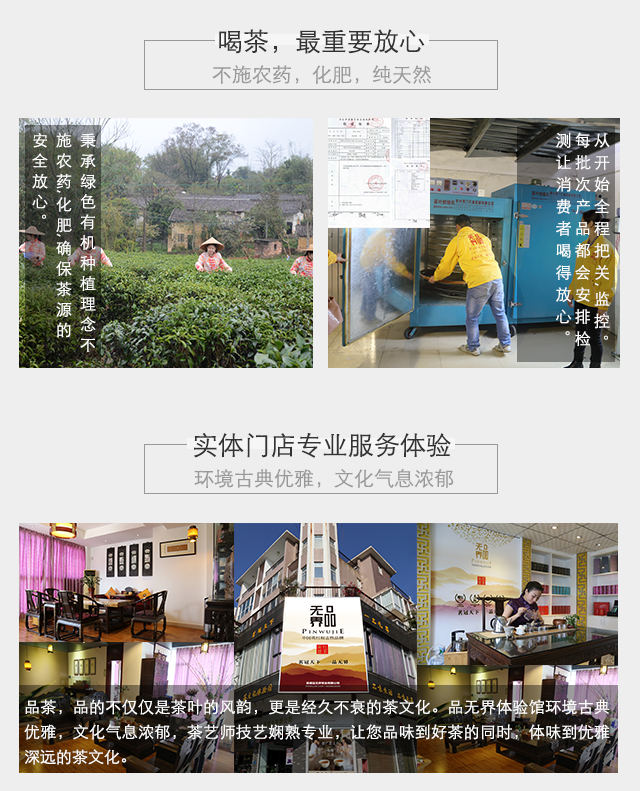 喝茶，最重要放心
不施农药，化肥，纯天然
秉承绿色有机种植理念不
施农药化肥,确保茶源的
安全放心。
从开始全程把关,监控。
每批次产品都会安排检
测让消费者喝得放心。
实体门店专业服务体验
环境古典优雅，文化气息浓郁
无品
界
PINWUJIE
茗冠天下 一品无界
品茶，品的不仅仅是茶叶的风韵，更是经久不衰的茶文化。品无界体验馆环境古典
优雅，文化气息浓郁，茶艺师技艺娴熟专业，让您品味到好茶的同时，体味到优雅
深远的茶文化。